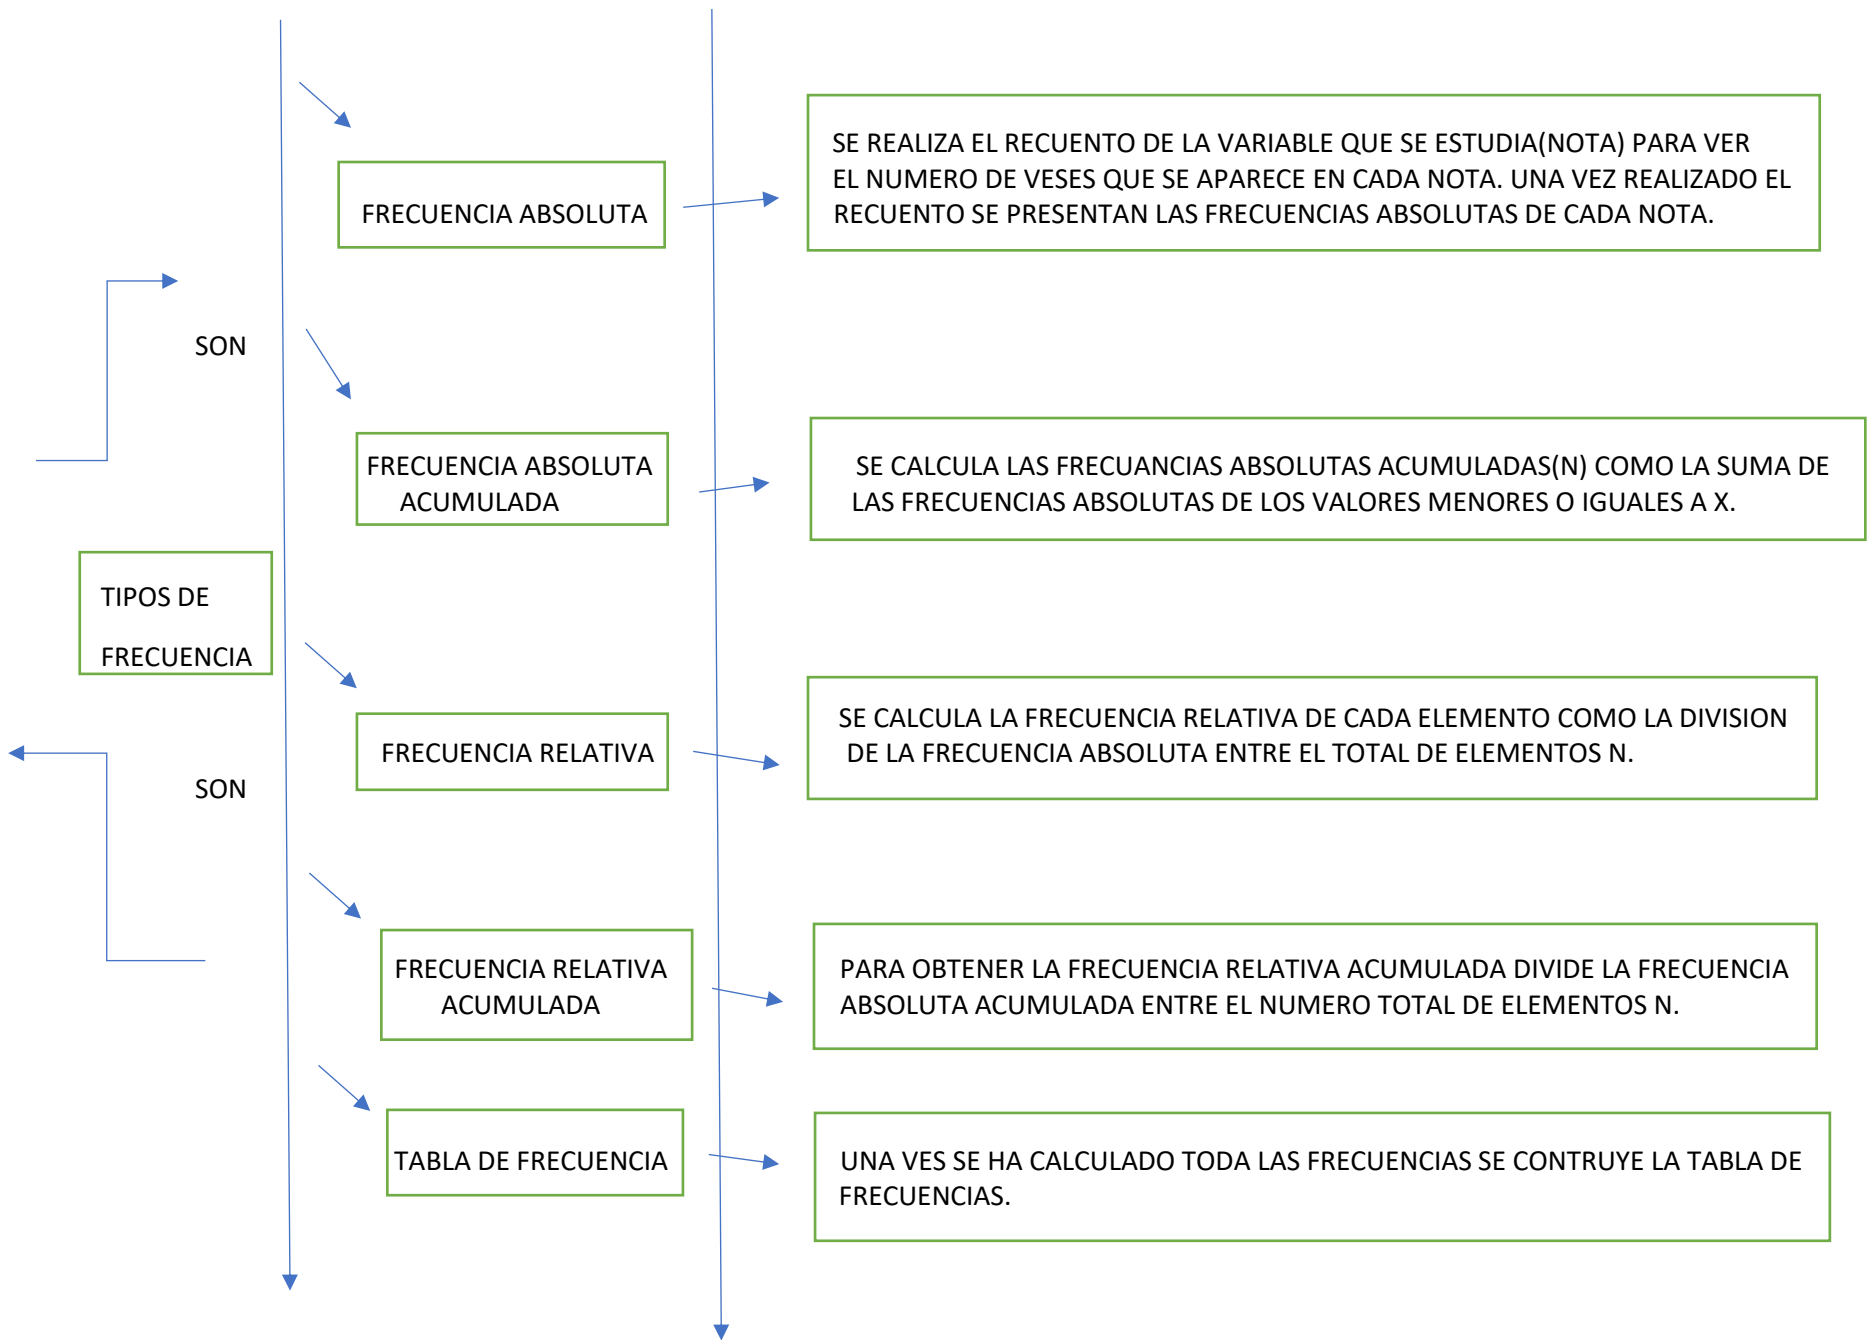 SON
TIPOS DE
FRECUENCIA
SON
FRECUENCIA ABSOLUTA
SE REALIZA EL RECUENTO DE LA VARIABLE QUE SE ESTUDIA(NOTA) PARA VER
EL NUMERO DE VESES QUE SE APARECE EN CADA NOTA. UNA VEZ REALIZADO EL
RECUENTO SE PRESENTAN LAS FRECUENCIAS ABSOLUTAS DE CADA NOTA.
FRECUENCIA ABSOLUTA
ACUMULADA
SE CALCULA LAS FRECUANCIAS ABSOLUTAS ACUMULADAS(N) COMO LA SUMA DE
LAS FRECUENCIAS ABSOLUTAS DE LOS VALORES MENORES O IGUALES A X.
FRECUENCIA RELATIVA
SE CALCULA LA FRECUENCIA RELATIVA DE CADA ELEMENTO COMO LA DIVISION
DE LA FRECUENCIA ABSOLUTA ENTRE EL TOTAL DE ELEMENTOS N.
FRECUENCIA RELATIVA
ACUMULADA
PARA OBTENER LA FRECUENCIA RELATIVA ACUMULADA DIVIDE LA FRECUENCIA
ABSOLUTA ACUMULADA ENTRE EL NUMERO TOTAL DE ELEMENTOS N.
TABLA DE FRECUENCIA
UNA VES SE HA CALCULADO TODA LAS FRECUENCIAS SE CONTRUYE LA TABLA DE
FRECUENCIAS.